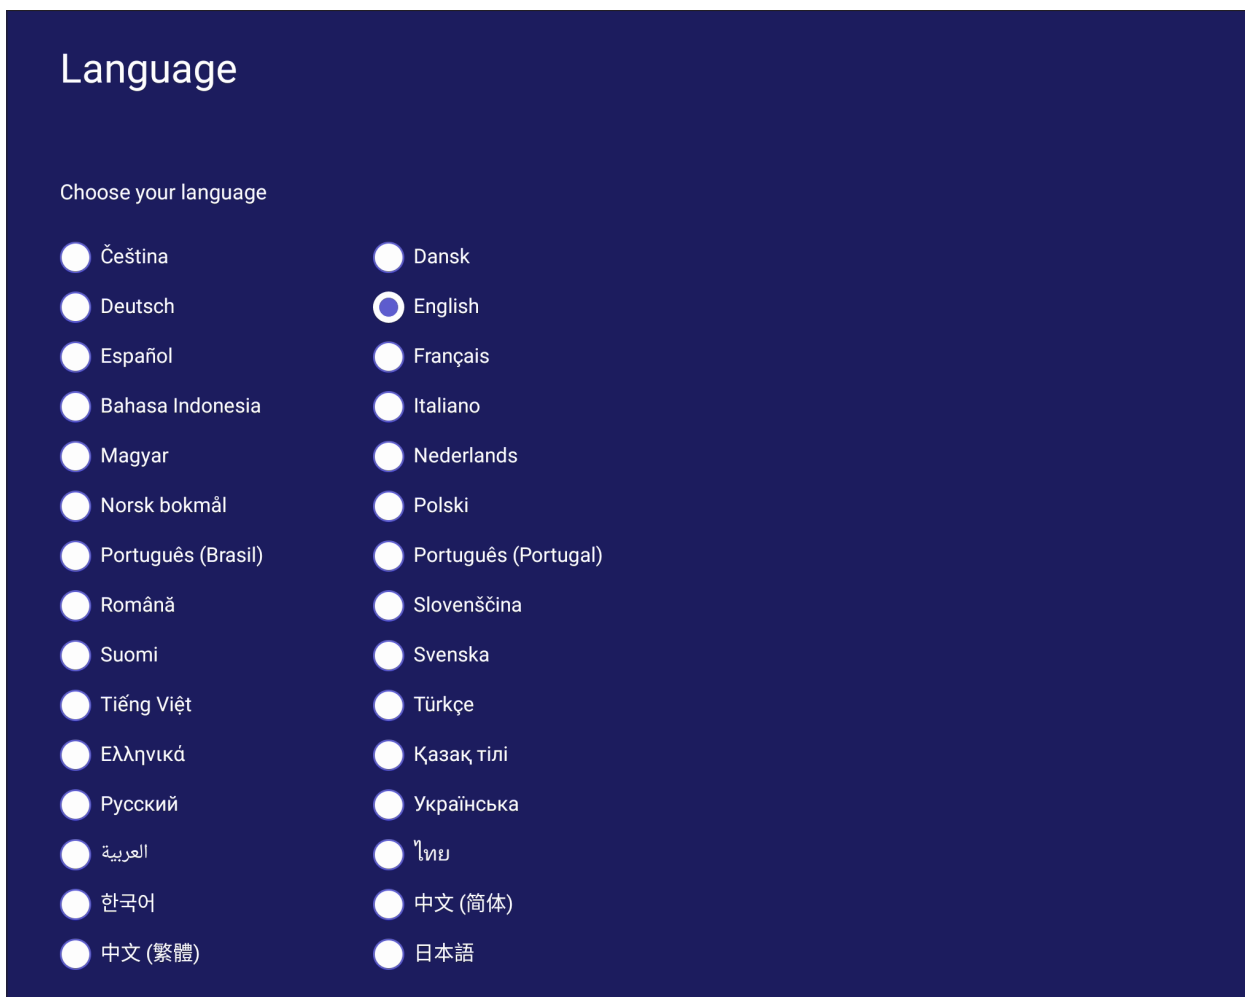 Language
Choose your language
Čeština
Dansk
Deutsch
English
Español
Français
Bahasa Indonesia
Italiano
Magyar
Nederlands
Norsk bokmål
Polski
Português (Brasil)
Português (Portugal)
Română
Slovenščina
Suomi
Svenska
Tiếng Việt
Türkçe
Ελληνικά
Қазақ тілі
Русский
Українська
العربية
ไทย
한국어
中文 (简体)
中文 (繁體)
日本語